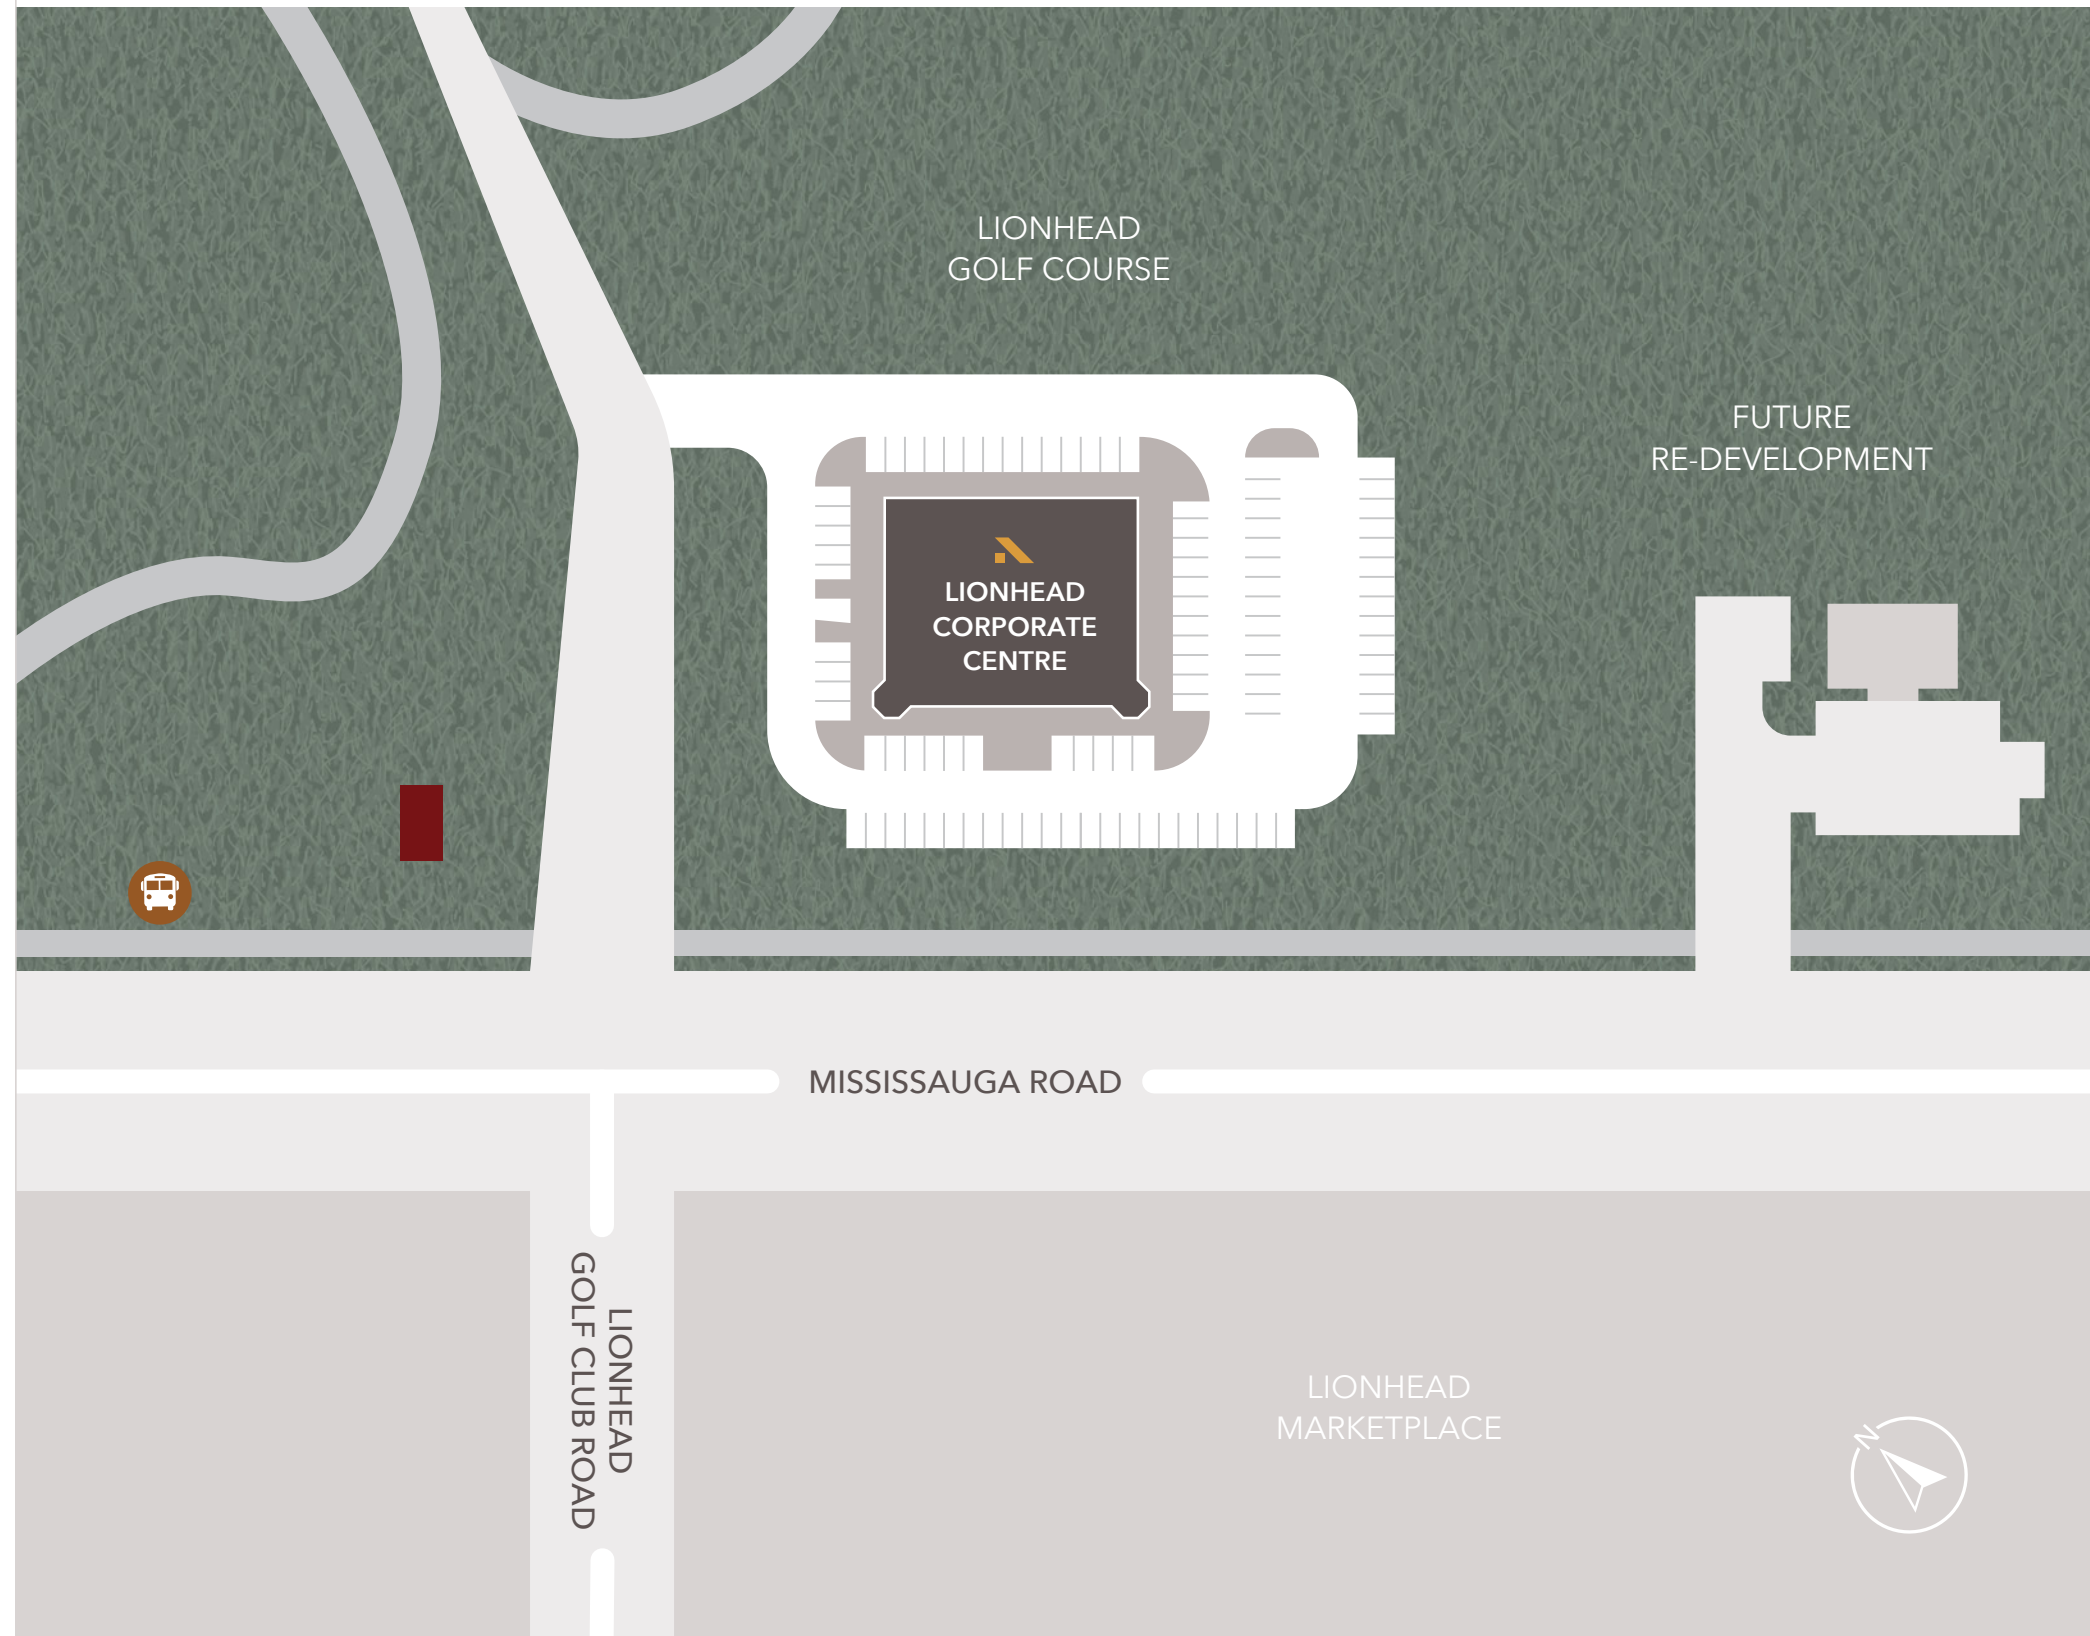 LIONHEAD
GOLF COURSE
FUTURE
RE-DEVELOPMENT
LIONHEAD
CORPORATE
CENTRE
MISSISSAUGA ROAD
LIONHEAD
GOLF CLUB ROAD
LIONHEAD
MARKETPLACE
N